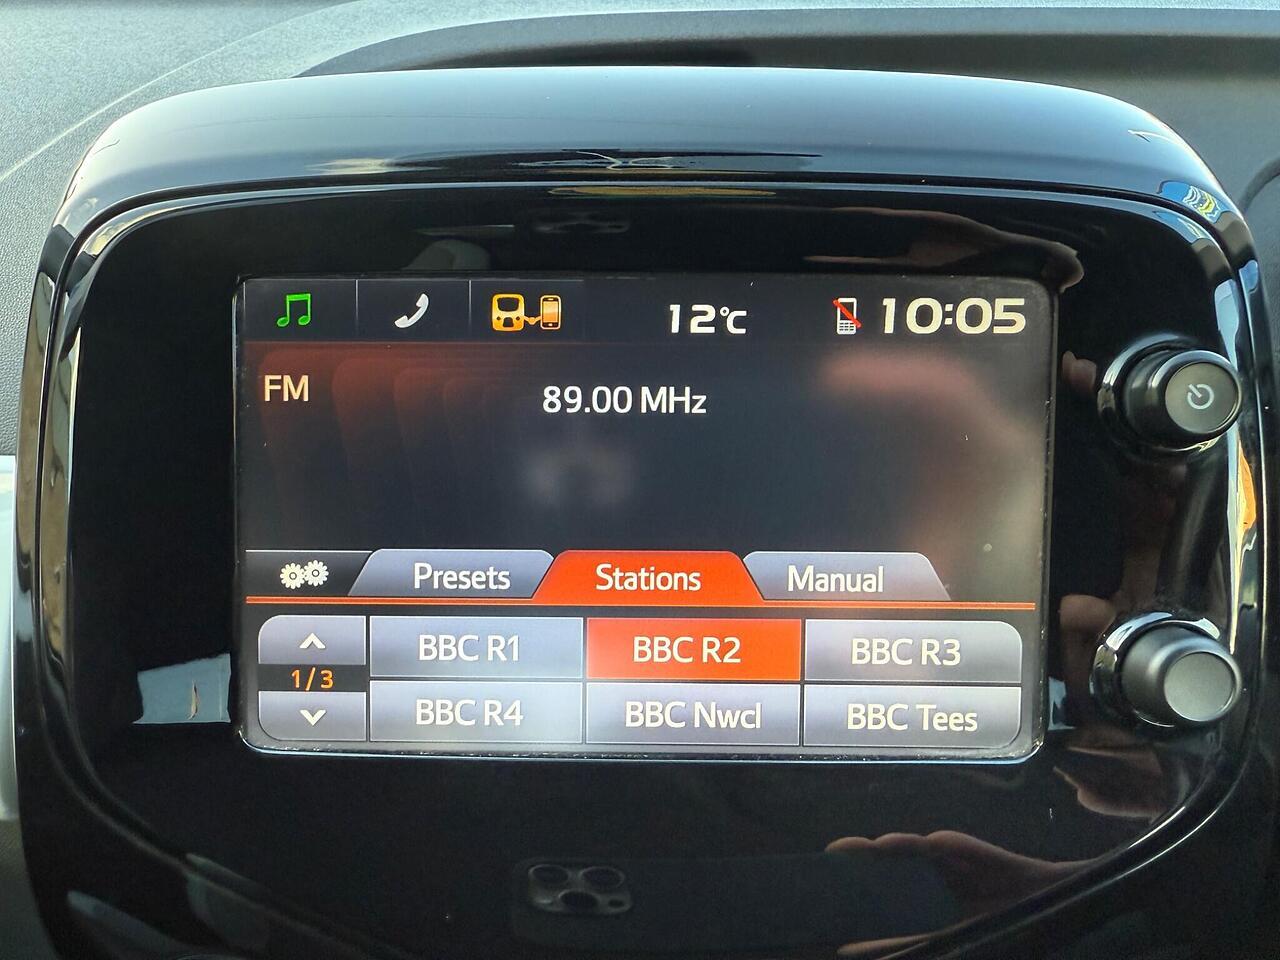 12°C
10:05
FM
89.00 MHz
Presets
Stations
Manual
BBC R1
BBC R2
BBC R3
1/3
BBC R4
BBC Nwcl
BBC Tees